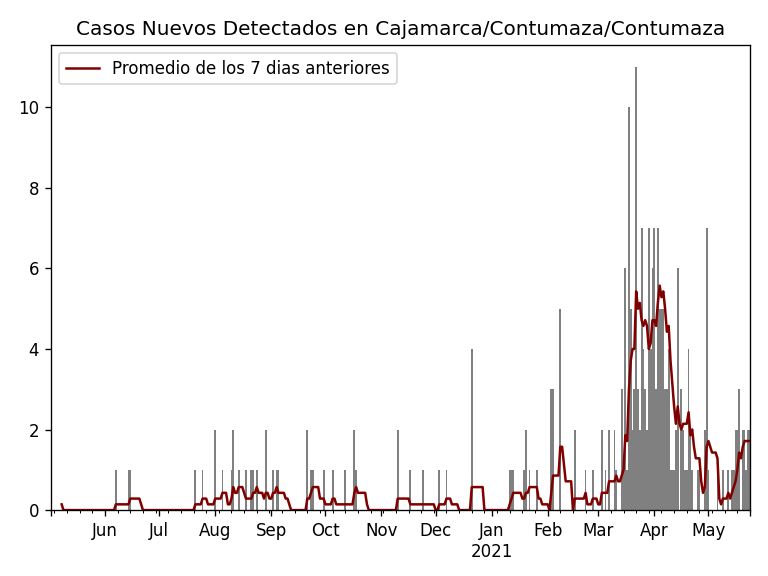 Casos Nuevos Detectados en Cajamarca/Contumaza/Contumaza
Promedio de los 7 dias anteriores
10
8
6
4
2
0
Jun Jul Aug Sep Oct Nov Dec Jan Feb Mar Apr May
2021